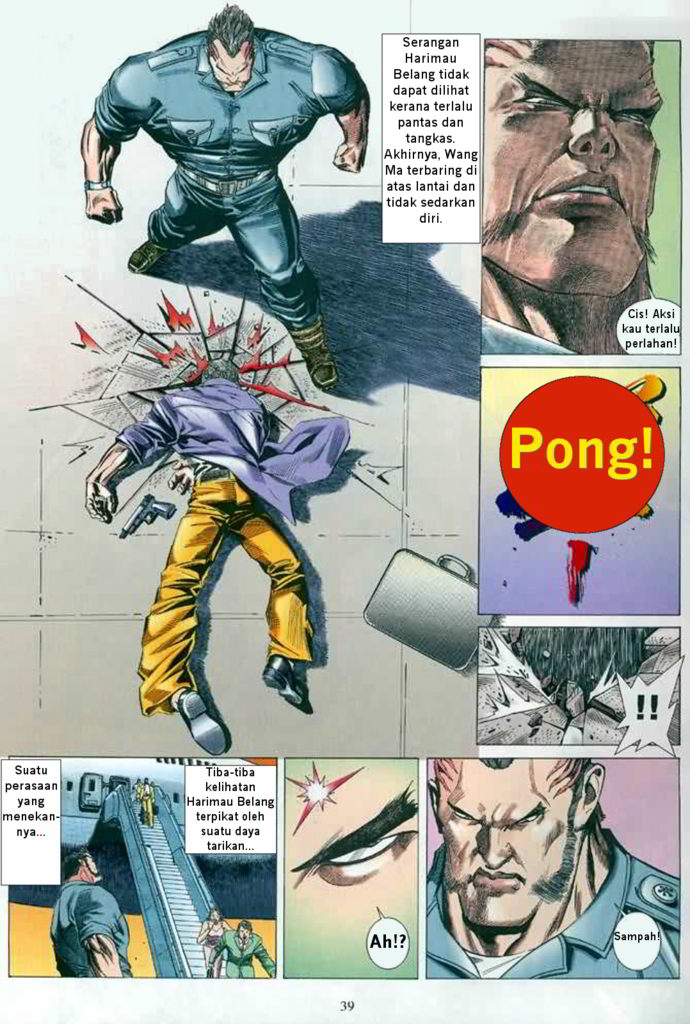 Serangan
Harimau
Belang tidak
dapat dilihat
kerana terlalu
pantas dan
tangkas.
Akhirnya, Wang
Ma terbaring di
atas lantai dan
tidak sedarkan
diri.
Cis! Aksi
kau terlalu
perlahan!
Pong!
!!
Suatu
perasaan
yang
menekan-
nya...
Tiba-tiba
kelihatan
Harimau Belang
terpikat oleh
suatu daya
tarikan...
Ah!?
Sampah!
39